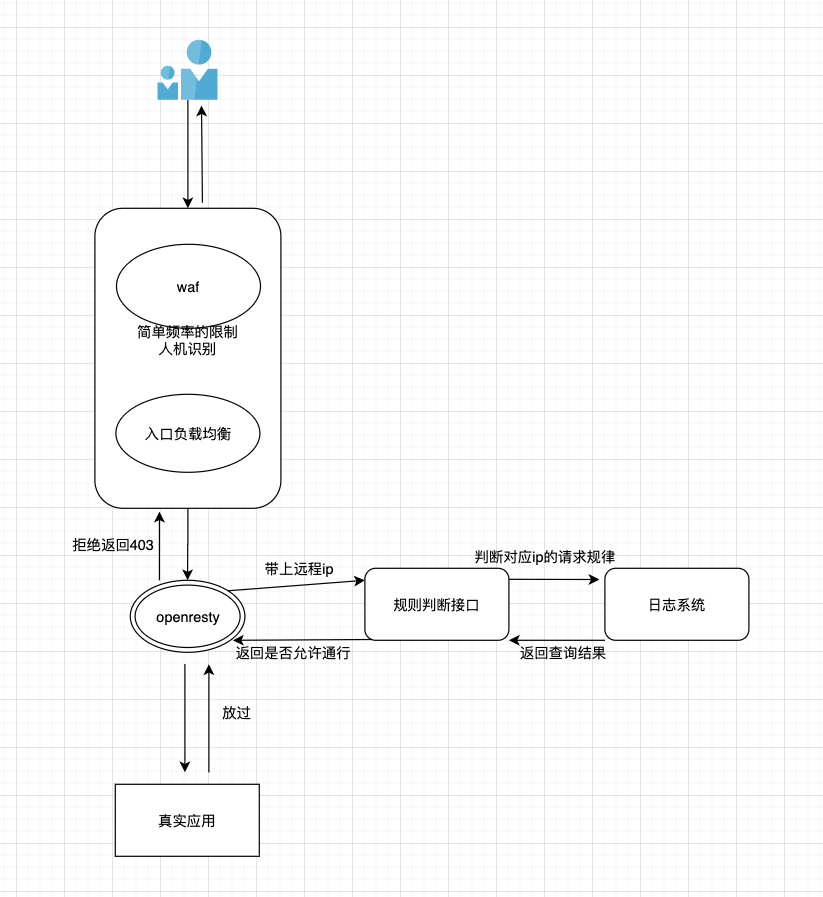 waf
简单频率的限制
人机识别
入口负载均衡
拒绝返回403
带上远程ip
判断对应ip的请求规律
openresty
规则判断接口
日志系统
返回是否允许通行
返回查询结果
放过
真实应用